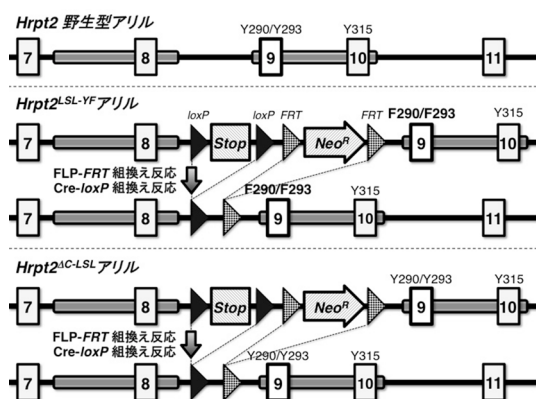 Hrpt2 野生型アリル
Y290/Y293 Y315
7 8 9 10 11
Hrpt2LSL-YFアリル
loxP loxP FRT FRT F290/F293 Y315
7 8 Stop NeoR 9 10
FLP-FRT 組換え反応
Cre-loxP 組換え反応
F290/F293 Y315
7 8 9 10 11
Hrpt2ΔC-LSLアリル
Y290/Y293 Y315
7 8 Stop NeoR 9 10
FLP-FRT 組換え反応
Cre-loxP 組換え反応
Y290/Y293 Y315
7 8 9 10 11